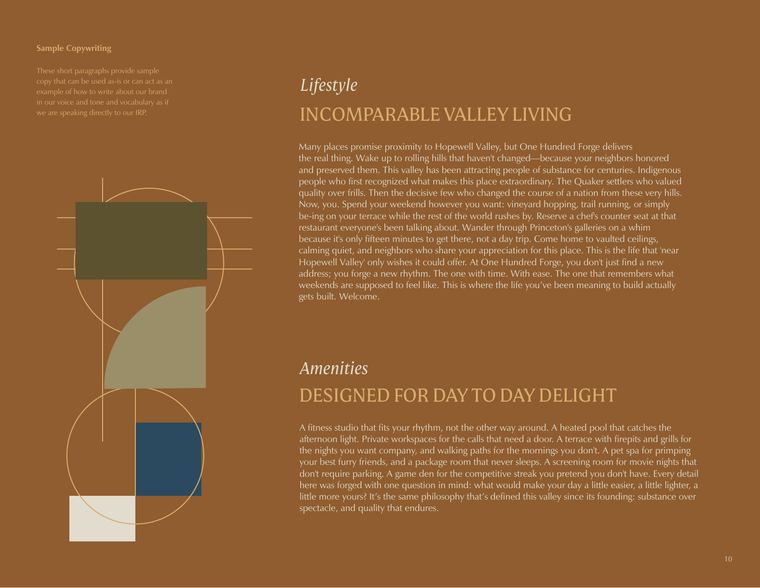 Sample Copywriting
These short paragraphs provide sample
copy that can be used as-is or can act as an
example of how to write about our brand
in our voice and tone and vocabulary as if
we are speaking directly to our IRP.
Lifestyle
INCOMPARABLE VALLEY LIVING
Many places promise proximity to Hopewell Valley, but One Hundred Forge delivers
the real thing. Wake up to rolling hills that haven't changed—because your neighbors honored
and preserved them. This valley has been attracting people of substance for centuries. Indigenous
people who first recognized what makes this place extraordinary. The Quaker settlers who valued
quality over frills. Then the decisive few who changed the course of a nation from these very hills.
Now, you. Spend your weekend however you want: vineyard hopping, trail running, or simply
be-ing on your terrace while the rest of the world rushes by. Reserve a chef's counter seat at that
restaurant everyone's been talking about. Wander through Princeton's galleries on a whim
because it's only fifteen minutes to get there, not a day trip. Come home to vaulted ceilings,
calming quiet, and neighbors who share your appreciation for this place. This is the life that 'near
Hopewell Valley' only wishes it could offer. At One Hundred Forge, you don't just find a new
address; you forge a new rhythm. The one with time. With ease. The one that remembers what
weekends are supposed to feel like. This is where the life you've been meaning to build actually
gets built. Welcome.
Amenities
DESIGNED FOR DAY TO DAY DELIGHT
A fitness studio that fits your rhythm, not the other way around. A heated pool that catches the
afternoon light. Private workspaces for the calls that need a door. A terrace with firepits and grills for
the nights you want company, and walking paths for the mornings you don't. A pet spa for primping
your best furry friends, and a package room that never sleeps. A screening room for movie nights that
don't require parking. A game den for the competitive streak you pretend you don't have. Every detail
here was forged with one question in mind: what would make your day a little easier, a little lighter, a
little more yours? It's the same philosophy that's defined this valley since its founding: substance over
spectacle, and quality that endures.
10